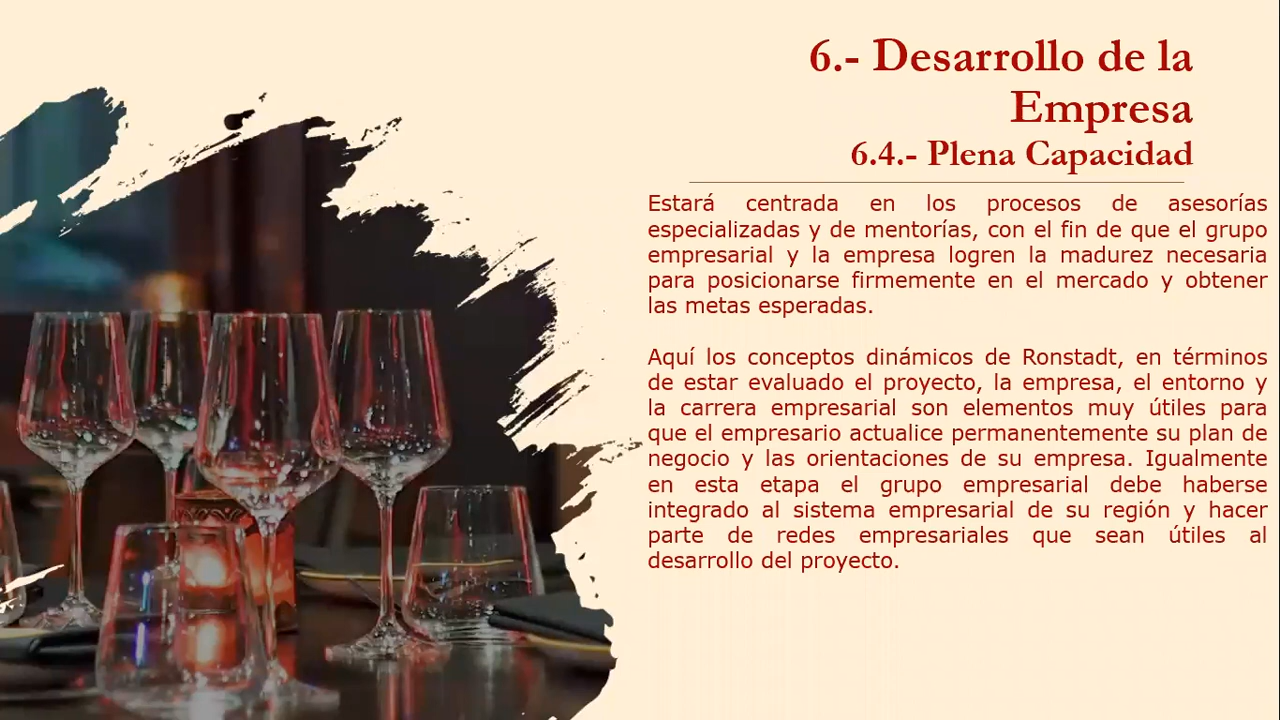 6.- Desarrollo de la
Empresa
6.4.- Plena Capacidad
Estará centrada en los procesos de asesorías
especializadas y de mentorías, con el fin de que el grupo
empresarial y la empresa logren la madurez necesaria
para posicionarse firmemente en el mercado y obtener
las metas esperadas.
Aquí los conceptos dinámicos de Ronstadt, en términos
de estar evaluado el proyecto, la empresa, el entorno y
la carrera empresarial son elementos muy útiles para
que el empresario actualice permanentemente su plan de
negocio y las orientaciones de su empresa. Igualmente
en esta etapa el grupo empresarial debe haberse
integrado al sistema empresarial de su región y hacer
parte de redes empresariales que sean útiles al
desarrollo del proyecto.